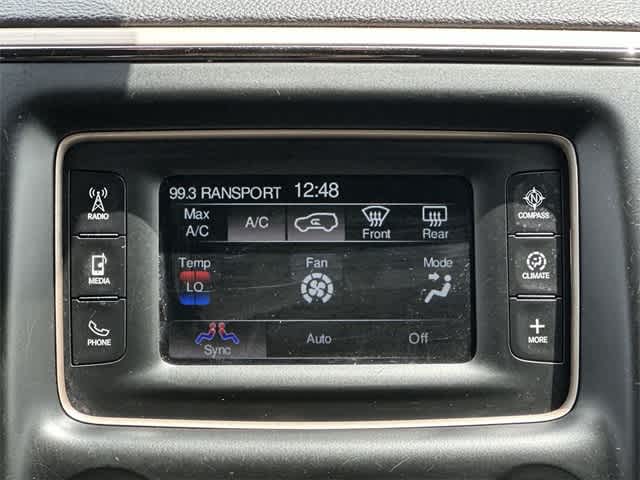 99.3 RANSPORT 12:48
Max A/C
A/C
Front
Rear
Temp
LO
Fan
Mode
Sync
Auto
Off
RADIO
MEDIA
PHONE
N
COMPASS
CLIMATE
MORE